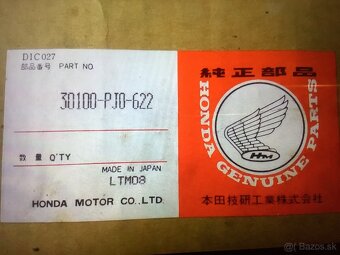 DIC027
部品番号 PART NO.
30100-PJ0-622
数量 Q'TY
MADE IN JAPAN
LTM08
HONDA MOTOR CO.,LTD.
純正部品
HONDA GENUINE PARTS
HM
本田技研工業株式会社
bazos.sk